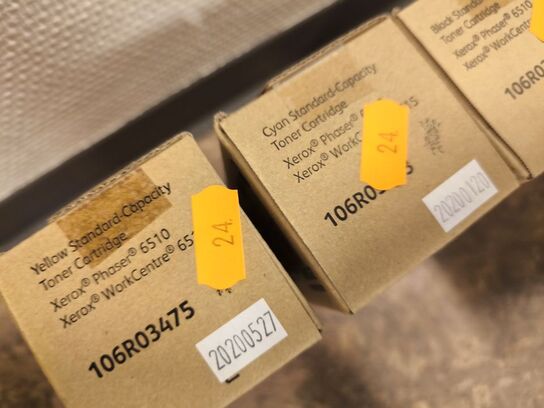 Yellow Standard-Capacity
Toner Cartridge
Xerox® Phaser® 6510
Xerox® WorkCentre®
106R03475
24.
20200527
Cyan Standard-Capacity
Toner Cartridge
Xerox® Phaser®
Xerox® WorkCentre®
24.
20200120
Black
Toner Cartridge
Xerox® Phaser® 6510
Xerox® WorkCentre®